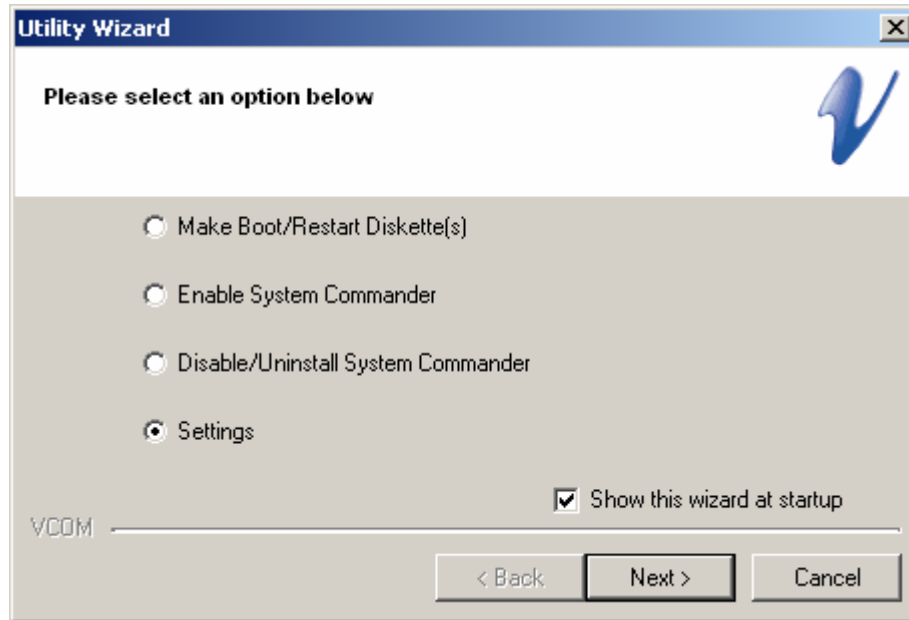 Utility Wizard
Please select an option below
Make Boot/Restart Diskette(s)
Enable System Commander
Disable/Uninstall System Commander
Settings
Show this wizard at startup
VCOM
< Back
Next >
Cancel